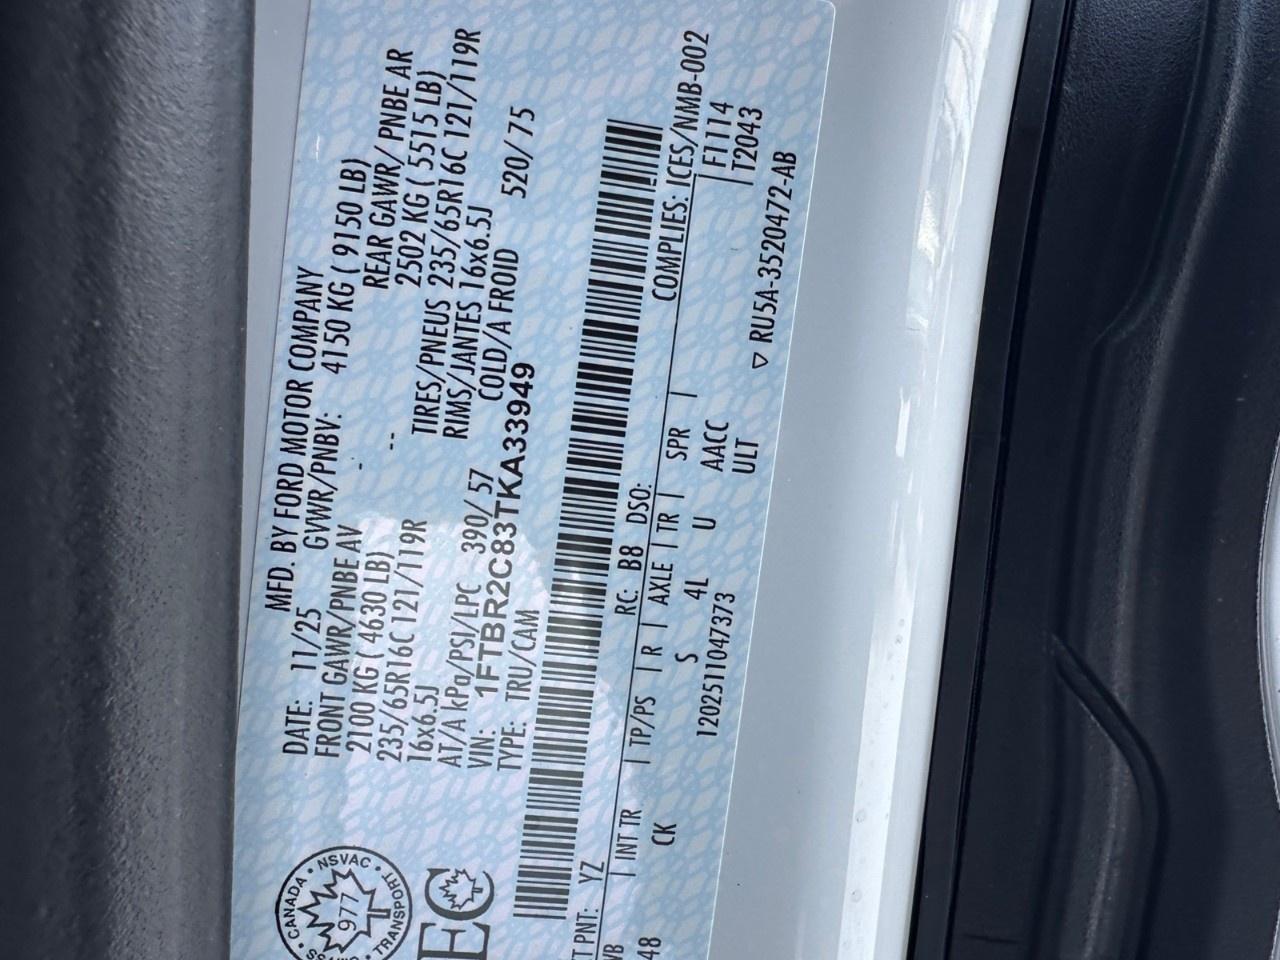 MFD. BY FORD MOTOR COMPANY
DATE: 11/25 GVWR/PNBV: 4150 KG ( 9150 LB)
FRONT GAWR/PNBE AV - REAR GAWR/ PNBE AR
2100 KG ( 4630 LB) -- 2502 KG ( 5515 LB)
235/65R16C 121/119R TIRES/PNEUS 235/65R16C 121/119R
16x6.5J RIMS/JANTES 16x6.5J
AT/A kPa/PSI/LPC 390/ 57 COLD/A FROID 520/ 75
VIN: 1FTBR2C83TKA33949
TYPE: TRU/CAM
CANADA • NSVAC • TRANSPORT
977
EC
T PNT: YZ RC: B8 DSO: COMPLIES: ICES/NMB-002
WB | INT TR | TP/PS | R | AXLE | TR | SPR | F1114
48 CK S 4L U AACC T2043
120251104737​3 ULT
▽ RU5A-3520472-AB